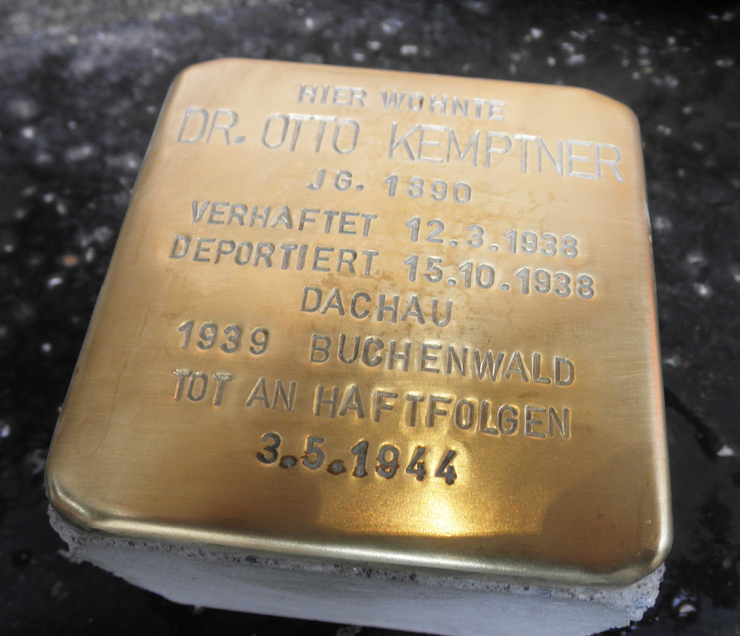 HIER WOHNTE
DR. OTTO KEMPTNER
JG. 1890
VERHAFTET 12.3.1938
DEPORTIERT 15.10.1938
DACHAU
1939 BUCHENWALD
TOT AN HAFTFOLGEN
3.5.1944